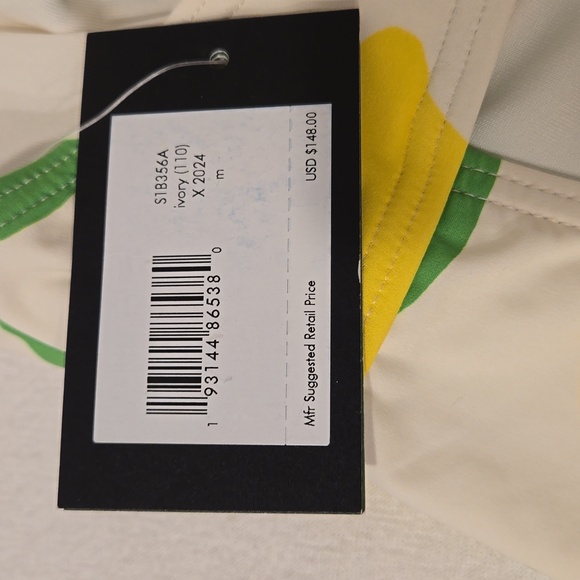 S1B356A
ivory (110)
X 2024
m
1 93144 86538 0
Mfr Suggested Retail Price USD $148.00